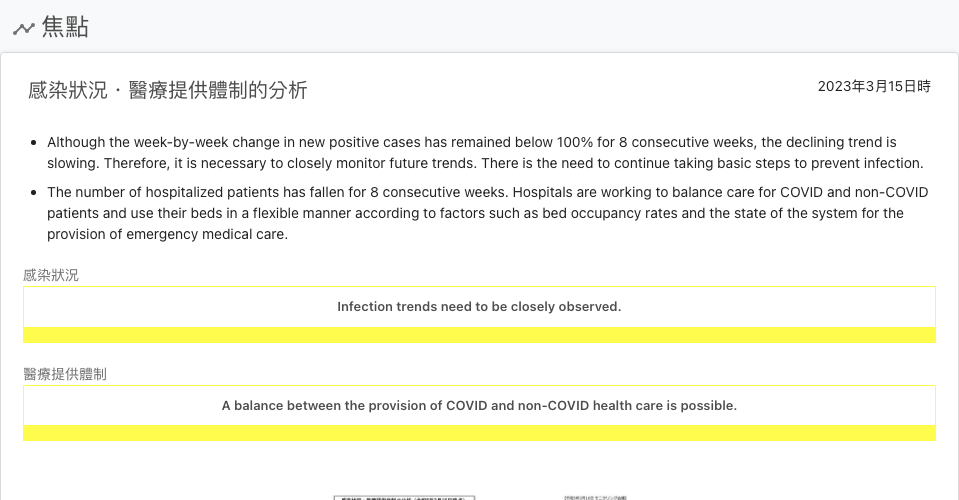 焦點
感染狀況・醫療提供體制的分析
2023年3月15日時
Although the week-by-week change in new positive cases has remained below 100% for 8 consecutive weeks, the declining trend is
slowing. Therefore, it is necessary to closely monitor future trends. There is the need to continue taking basic steps to prevent infection.
The number of hospitalized patients has fallen for 8 consecutive weeks. Hospitals are working to balance care for COVID and non-COVID
patients and use their beds in a flexible manner according to factors such as bed occupancy rates and the state of the system for the
provision of emergency medical care.
感染狀況
Infection trends need to be closely observed.
醫療提供體制
A balance between the provision of COVID and non-COVID health care is possible.